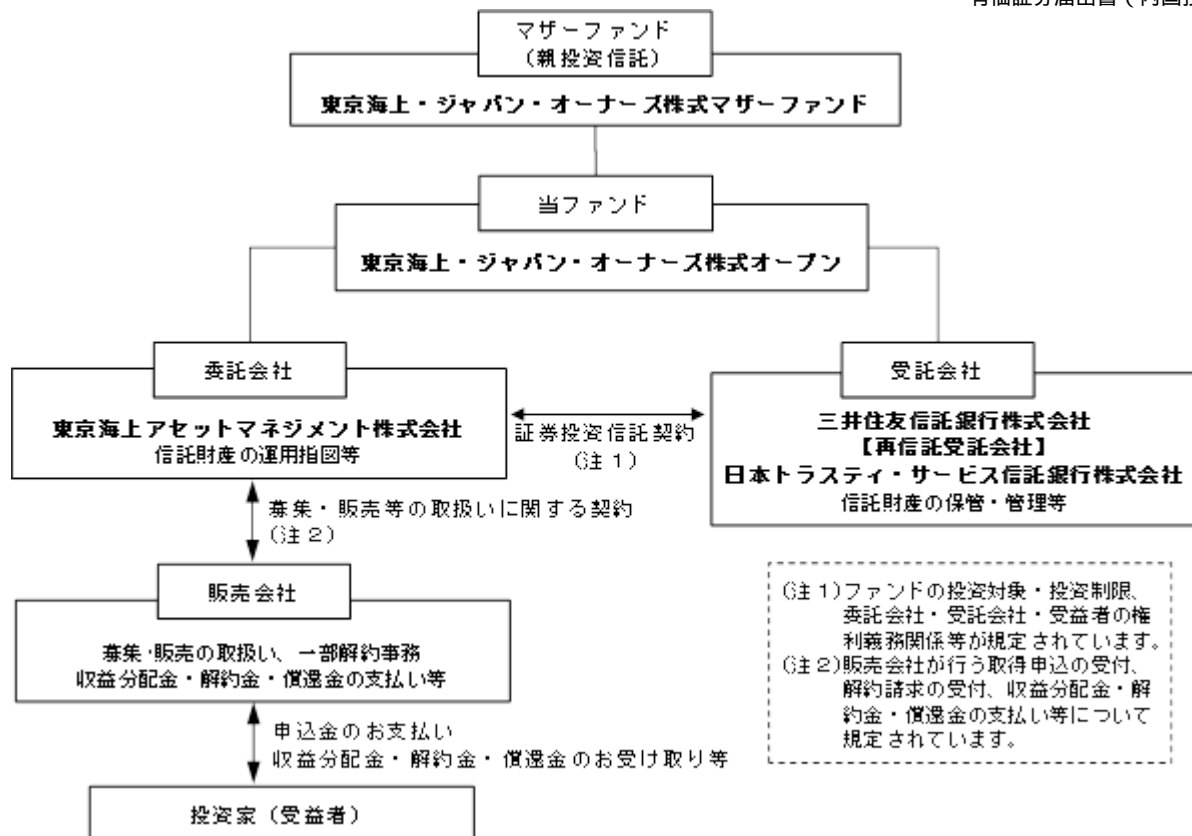 マザーファンド
(親投資信託)
東京海上・ジャパン・オーナーズ株式マザーファンド
当ファンド
東京海上・ジャパン・オーナーズ株式オープン
委託会社
東京海上アセットマネジメント株式会社
信託財産の運用指図等
証券投資信託契約
(注1)
受託会社
三井住友信託銀行株式会社
【再信託受託会社】
日本トラスティ・サービス信託銀行株式会社
信託財産の保管・管理等
募集・販売等の取扱いに関する契約
(注2)
販売会社
募集・販売の取扱い、一部解約事務
収益分配金・解約金・償還金の支払い等
申込金のお支払い
収益分配金・解約金・償還金のお受け取り等
投資家(受益者)
(注1)ファンドの投資対象・投資制限、
委託会社・受託会社・受益者の権
利義務関係等が規定されています。
(注2)販売会社が行う取得申込の受付、
解約請求の受付、収益分配金・解
約金・償還金の支払い等について
規定されています。